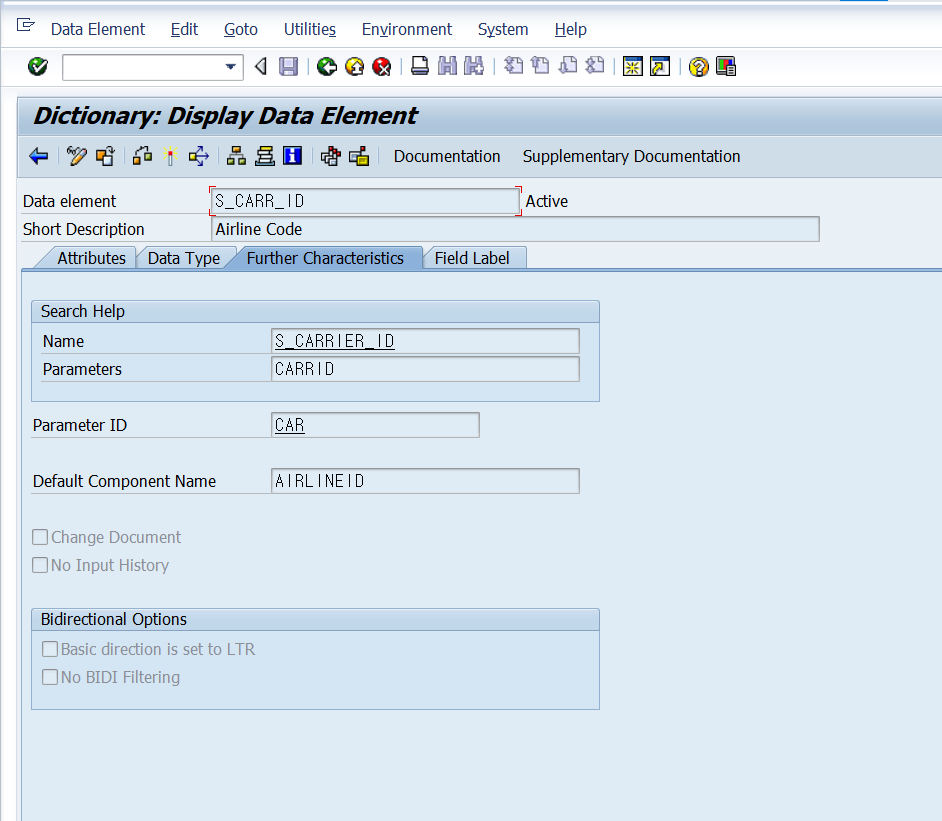 Data Element Edit Goto Utilities Environment System Help
Dictionary: Display Data Element
Documentation Supplementary Documentation
Data element S_CARR_ID Active
Short Description Airline Code
Attributes Data Type Further Characteristics Field Label
Search Help
Name S_CARRIER_ID
Parameters CARRID
Parameter ID CAR
Default Component Name AIRLINEID
Change Document
No Input History
Bidirectional Options
Basic direction is set to LTR
No BIDI Filtering